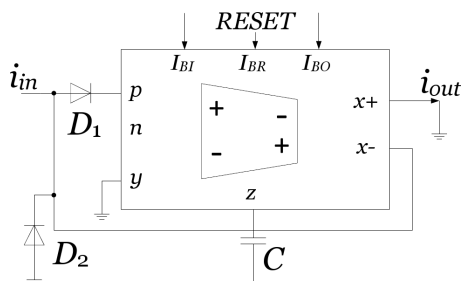 RESET
I_BI I_BR I_BO
i_in p x+ i_out
D_1 n + -
- + x-
y z
D_2 C